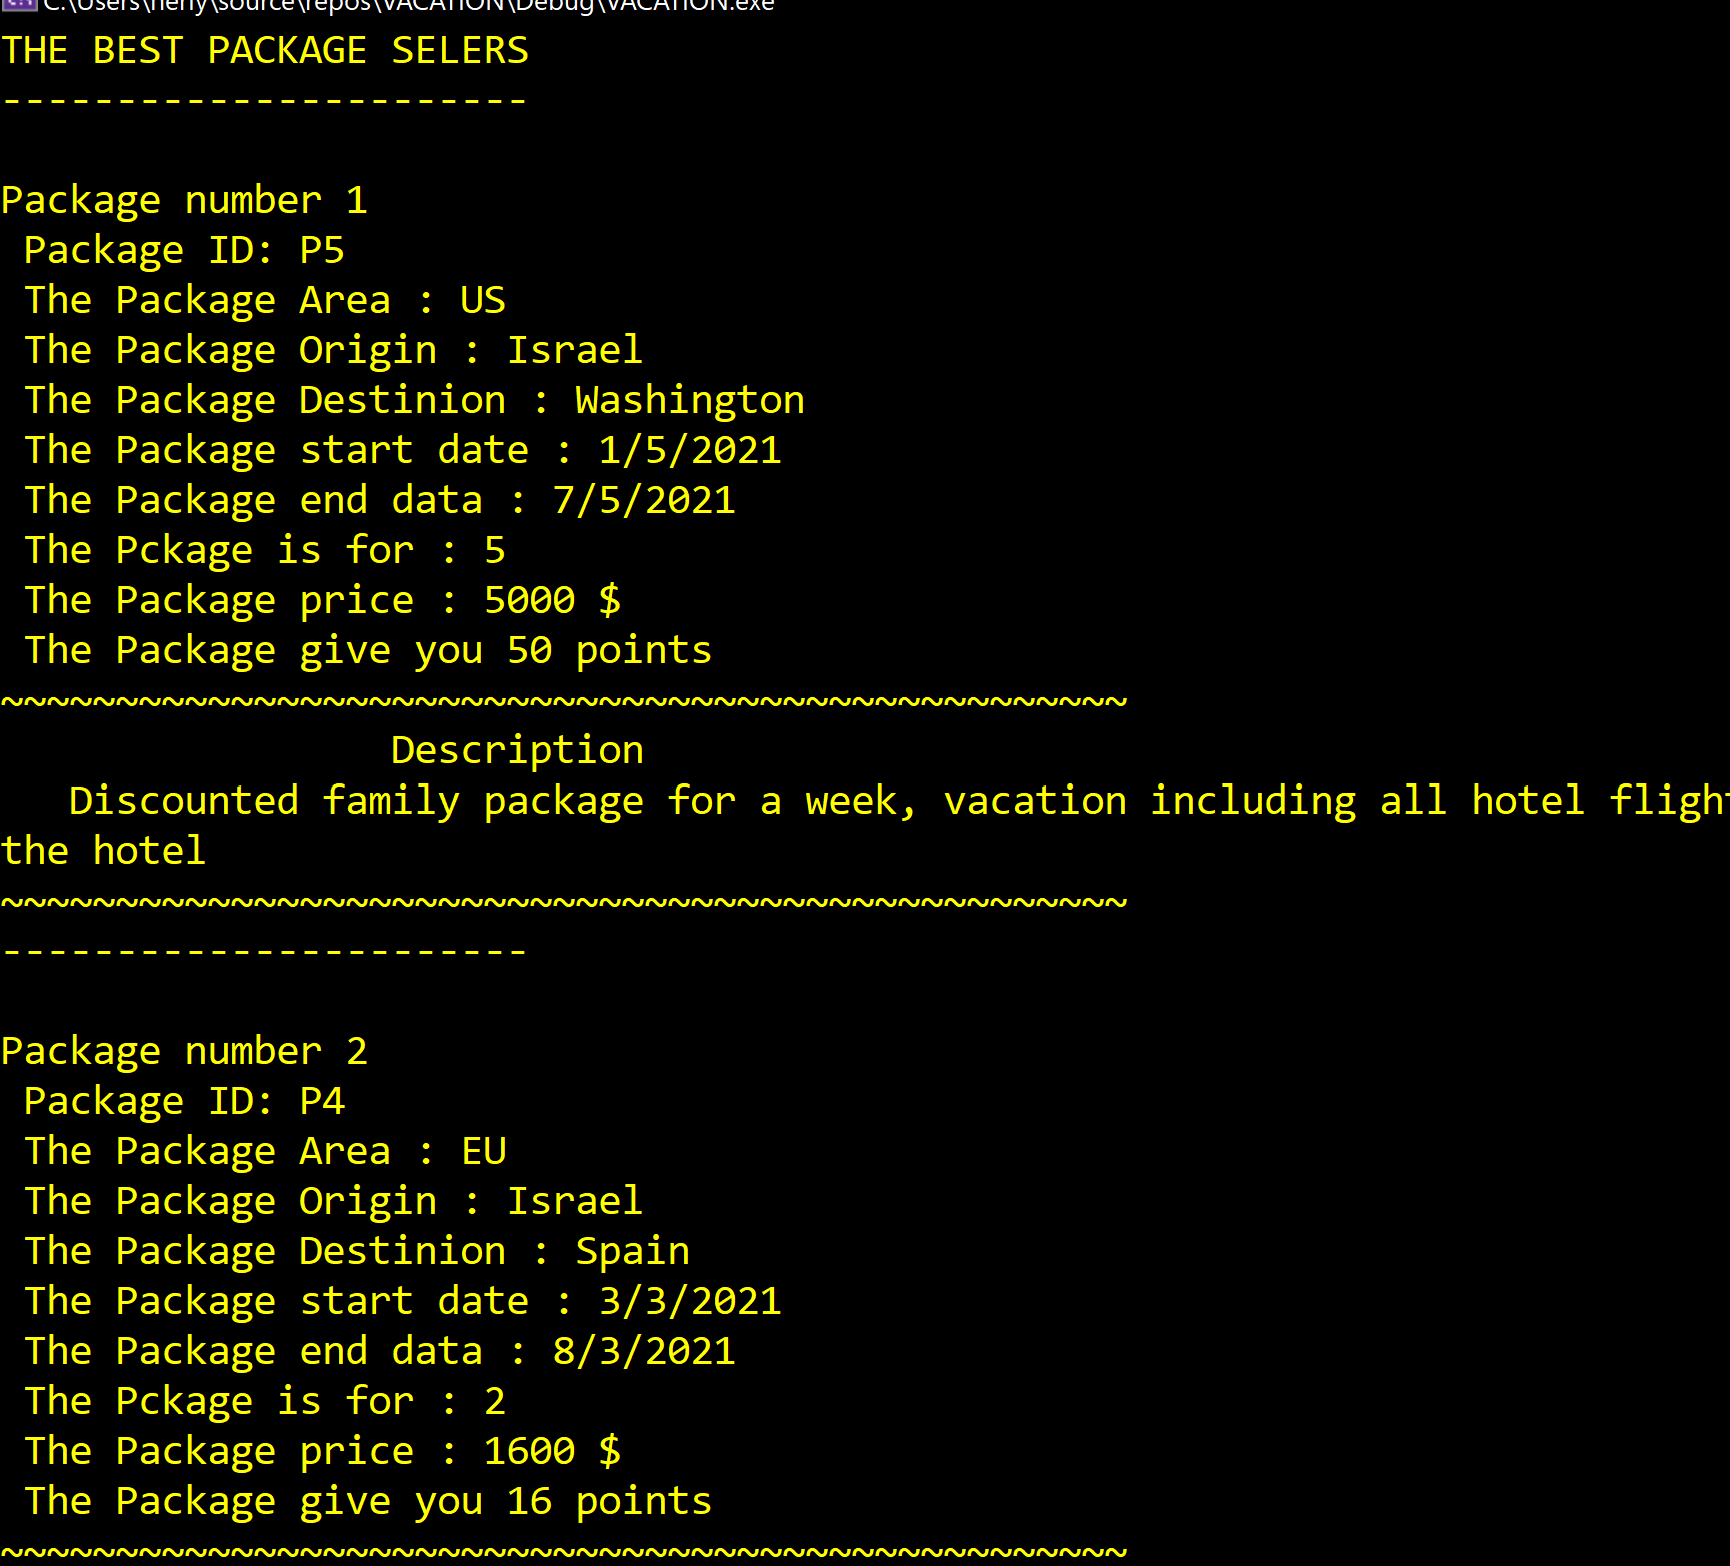 C:\Users\nerly\source\repos\VACATION\Debug\VACATION.exe
THE BEST PACKAGE SELERS
-----------------------
Package number 1
Package ID: P5
The Package Area : US
The Package Origin : Israel
The Package Destinion : Washington
The Package start date : 1/5/2021
The Package end data : 7/5/2021
The Pckage is for : 5
The Package price : 5000 $
The Package give you 50 points
~~~~~~~~~~~~~~~~~~~~~~~~~~~~~~~~~~~~~~~~~~~~~~~~~
Description
Discounted family package for a week, vacation including all hotel flight
the hotel
~~~~~~~~~~~~~~~~~~~~~~~~~~~~~~~~~~~~~~~~~~~~~~~~~
-----------------------
Package number 2
Package ID: P4
The Package Area : EU
The Package Origin : Israel
The Package Destinion : Spain
The Package start date : 3/3/2021
The Package end data : 8/3/2021
The Pckage is for : 2
The Package price : 1600 $
The Package give you 16 points
~~~~~~~~~~~~~~~~~~~~~~~~~~~~~~~~~~~~~~~~~~~~~~~~~